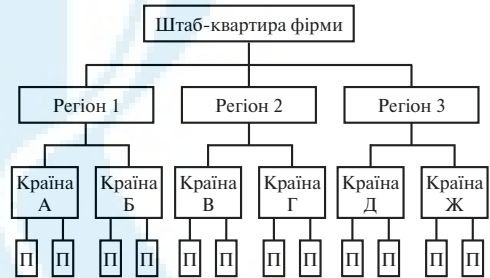 Штаб-квартира фірми
Регіон 1 Регіон 2 Регіон 3
Країна Країна Країна Країна Країна Країна
А Б В Г Д Ж
П П П П П П П П П П П П